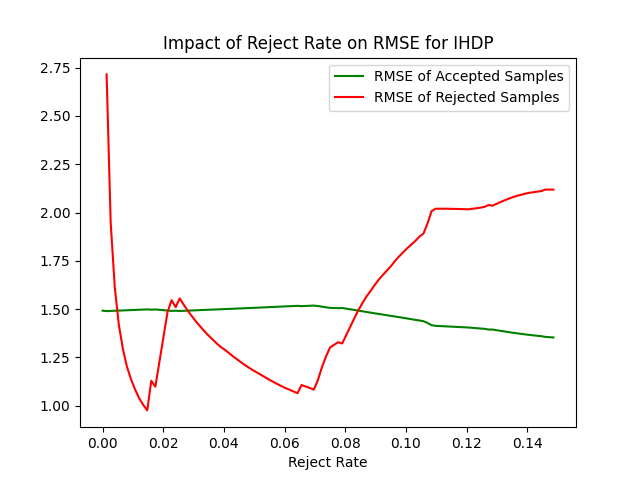 Impact of Reject Rate on RMSE for IHDP
RMSE of Accepted Samples
RMSE of Rejected Samples
2.75
2.50
2.25
2.00
1.75
1.50
1.25
1.00
0.00 0.02 0.04 0.06 0.08 0.10 0.12 0.14
Reject Rate